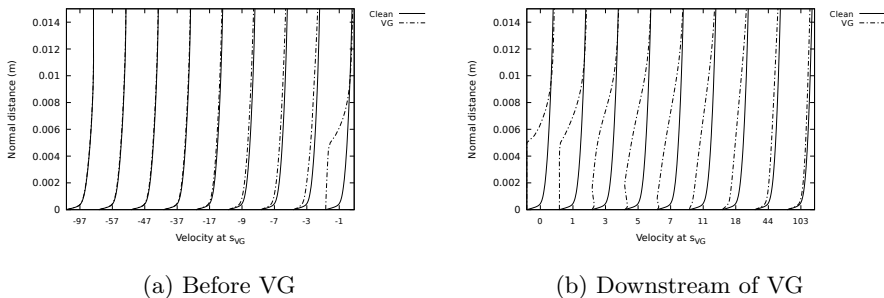 Clean
VG
Normal distance (m)
0.014
0.012
0.01
0.008
0.006
0.004
0.002
0
-97 -57 -47 -37 -17 -9 -7 -3 -1
Velocity at sVG
(a) Before VG
Clean
VG
Normal distance (m)
0.014
0.012
0.01
0.008
0.006
0.004
0.002
0
0 1 3 5 7 11 18 44 103
Velocity at sVG
(b) Downstream of VG